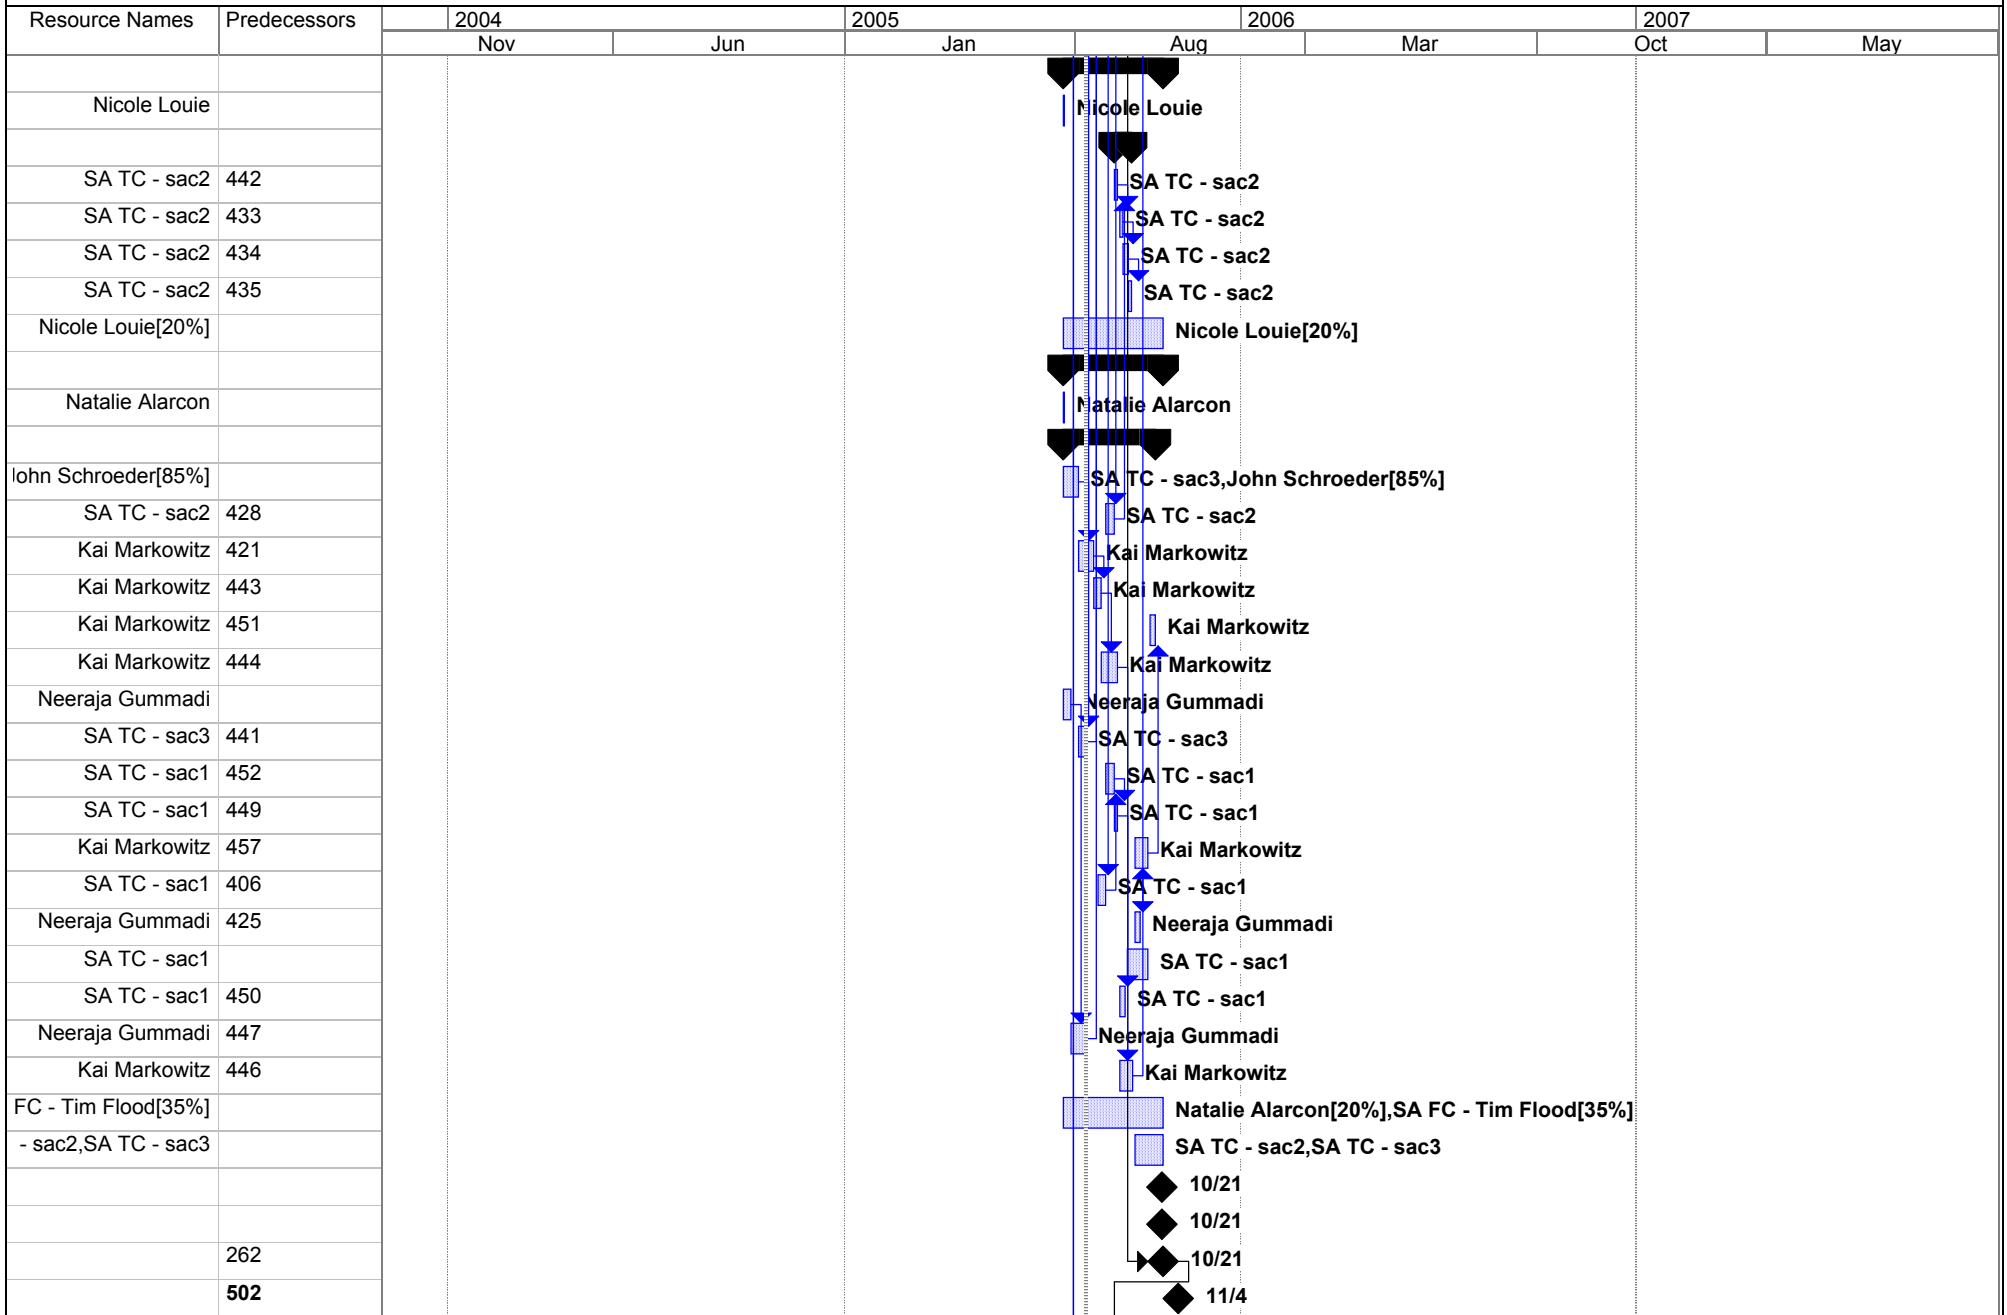 Resource Names Predecessors 2004 2005 2006 2007
Nov Jun Jan Aug Mar Oct May
Nicole Louie Nicole Louie
SA TC - sac2 442 SA TC - sac2
SA TC - sac2 433 SA TC - sac2
SA TC - sac2 434 SA TC - sac2
SA TC - sac2 435 SA TC - sac2
Nicole Louie[20%] Nicole Louie[20%]
Natalie Alarcon Natalie Alarcon
John Schroeder[85%] SA TC - sac3,John Schroeder[85%]
SA TC - sac2 428 SA TC - sac2
Kai Markowitz 421 Kai Markowitz
Kai Markowitz 443 Kai Markowitz
Kai Markowitz 451 Kai Markowitz
Kai Markowitz 444 Kai Markowitz
Neeraja Gummadi Neeraja Gummadi
SA TC - sac3 441 SA TC - sac3
SA TC - sac1 452 SA TC - sac1
SA TC - sac1 449 SA TC - sac1
Kai Markowitz 457 Kai Markowitz
SA TC - sac1 406 SA TC - sac1
Neeraja Gummadi 425 Neeraja Gummadi
SA TC - sac1 SA TC - sac1
SA TC - sac1 450 SA TC - sac1
Neeraja Gummadi 447 Neeraja Gummadi
Kai Markowitz 446 Kai Markowitz
FC - Tim Flood[35%] Natalie Alarcon[20%],SA FC - Tim Flood[35%]
- sac2,SA TC - sac3 SA TC - sac2,SA TC - sac3
10/21
10/21
262 10/21
502 11/4